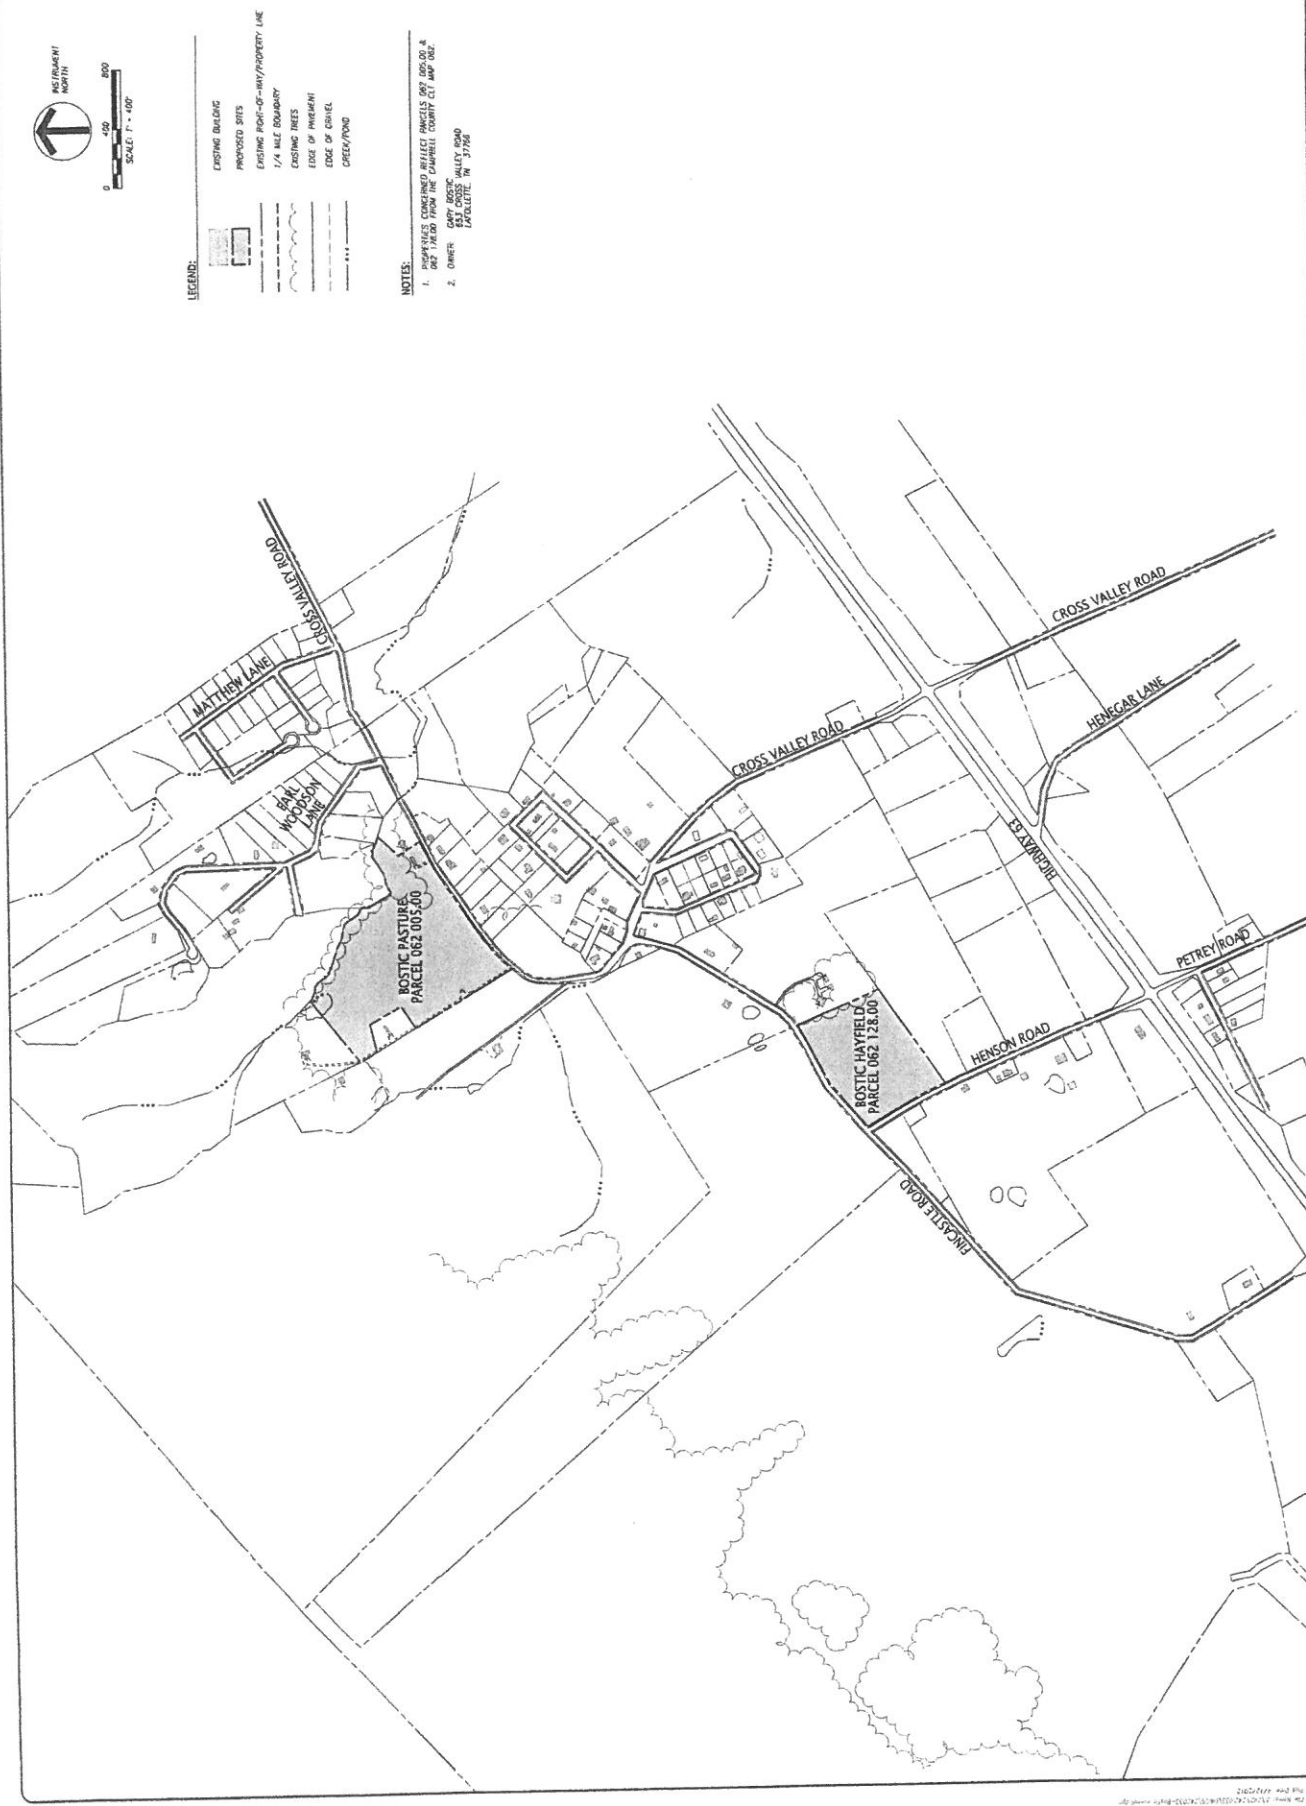 INSTRUMENT
NORTH
0 400 800
SCALE: 1" = 400'
LEGEND:
EXISTING BUILDING
PROPOSED SITES
EXISTING RIGHT-OF-WAY/PROPERTY LINE
1/4 MILE BOUNDARY
EXISTING TREES
EDGE OF PAVEMENT
EDGE OF GRAVEL
CREEK/POND
NOTES:
1. PROPERTIES CONCERNED REFLECT PARCELS 062 005.00 &
062 128.00 FROM THE CAMPBELL COUNTY CLT MAP 062.
2. OWNER: GARY BOSTIC
853 CROSS VALLEY ROAD
LAFOLLETTE, TN 37766
CROSS VALLEY ROAD
MATTHEW LANE
EARL
WOODSON
LANE
BOSTIC PASTURE
PARCEL 062 005.00
CROSS VALLEY ROAD
CROSS VALLEY ROAD
HENEGAR LANE
HIGHWAY 63
PETREY ROAD
HENSON ROAD
BOSTIC HAYFIELD
PARCEL 062 128.00
FINCASTLE ROAD